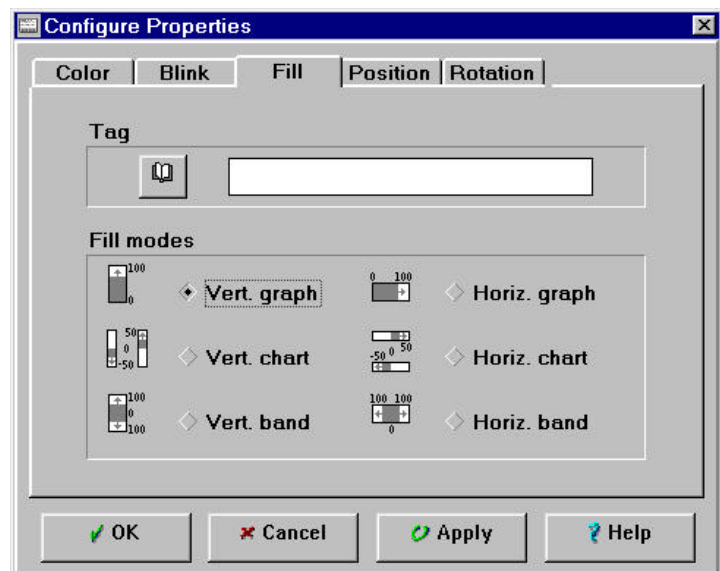 Configure Properties
Color Blink Fill Position Rotation
Tag
Fill modes
100
0
Vert. graph
0 100
Horiz. graph
50
0
-50
Vert. chart
-50 0 50
Horiz. chart
100
0
100
Vert. band
100 100
0
Horiz. band
OK Cancel Apply Help